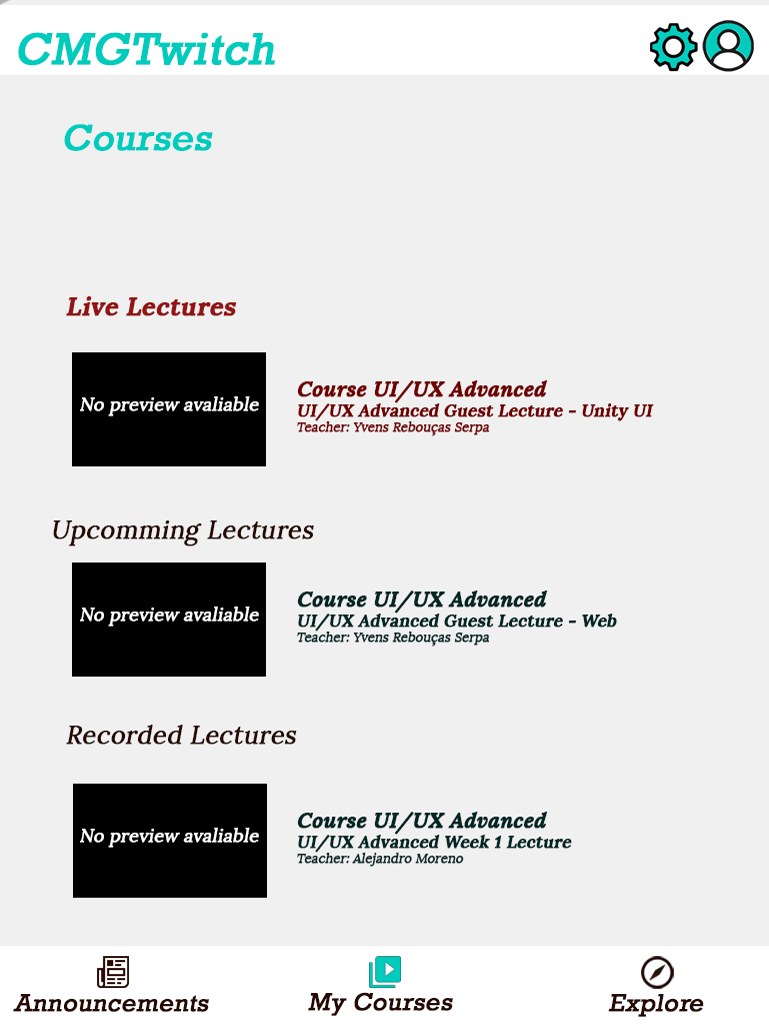 CMGTwitch
Courses
Live Lectures
No preview avaliable
Course UI/UX Advanced
UI/UX Advanced Guest Lecture - Unity UI
Teacher: Yvens Rebouças Serpa
Upcomming Lectures
No preview avaliable
Course UI/UX Advanced
UI/UX Advanced Guest Lecture - Web
Teacher: Yvens Rebouças Serpa
Recorded Lectures
No preview avaliable
Course UI/UX Advanced
UI/UX Advanced Week 1 Lecture
Teacher: Alejandro Moreno
Announcements
My Courses
Explore